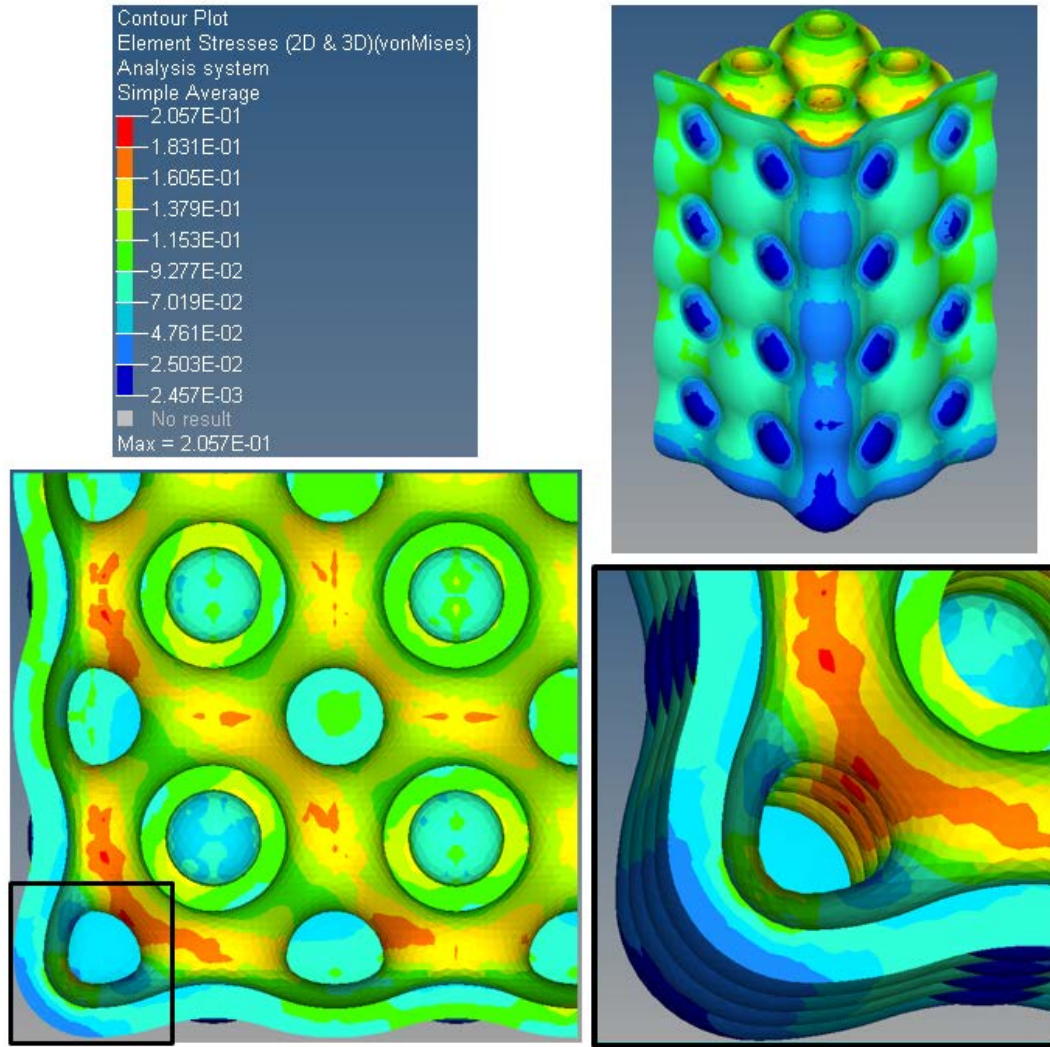 Contour Plot
Element Stresses (2D & 3D)(vonMises)
Analysis system
Simple Average
2.057E-01
1.831E-01
1.605E-01
1.379E-01
1.153E-01
9.277E-02
7.019E-02
4.761E-02
2.503E-02
2.457E-03
No result
Max = 2.057E-01